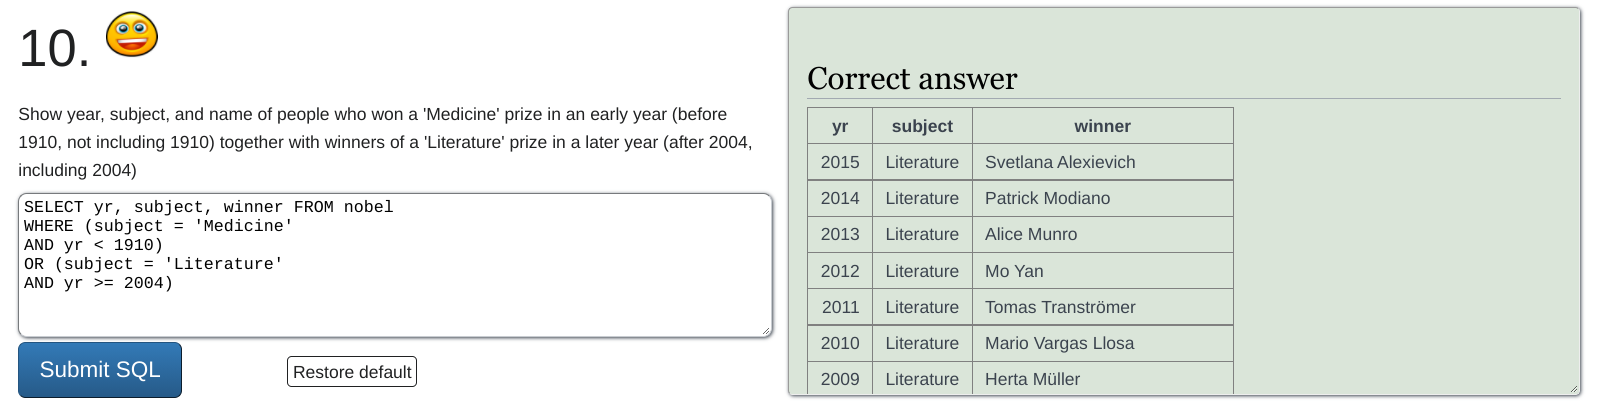 10.
Show year, subject, and name of people who won a 'Medicine' prize in an early year (before
1910, not including 1910) together with winners of a 'Literature' prize in a later year (after 2004,
including 2004)
SELECT yr, subject, winner FROM nobel
WHERE (subject = 'Medicine'
AND yr < 1910)
OR (subject = 'Literature'
AND yr >= 2004)
Submit SQL
Restore default
Correct answer
yr subject winner
2015 Literature Svetlana Alexievich
2014 Literature Patrick Modiano
2013 Literature Alice Munro
2012 Literature Mo Yan
2011 Literature Tomas Tranströmer
2010 Literature Mario Vargas Llosa
2009 Literature Herta Müller